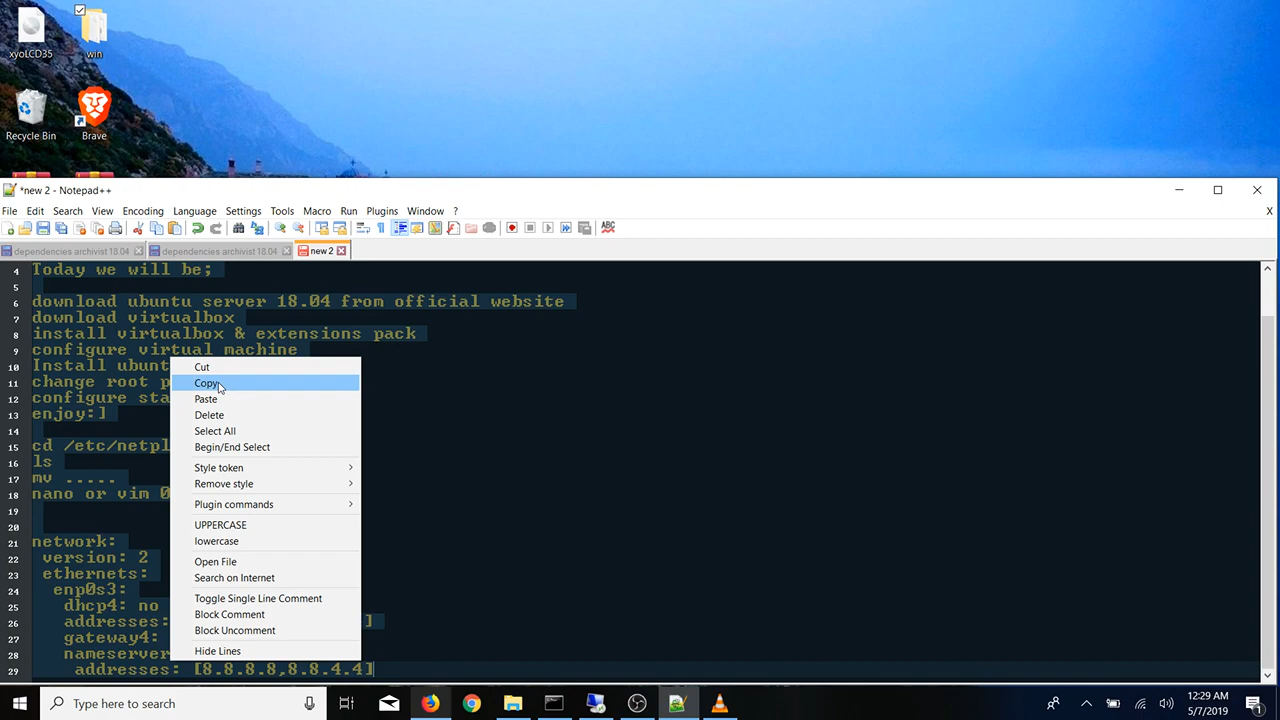 xyoLCD35
win
Recycle Bin
Brave
*new 2 - Notepad++
File Edit Search View Encoding Language Settings Tools Macro Run Plugins Window ? X
ABC
dependencies archivist 18.04 dependencies archivist 18.04 new 2
4 Today we will be;
5
6 download ubuntu server 18.04 from official website
7 download virtualbox
8 install virtualbox & extensions pack
9 configure virtual machine
10 Install ubunt
11 change root p
12 configure sta
13 enjoy:]
14
15 cd /etc/netpl
16 ls
17 mv .....
18 nano or vim 0
19
20
21 network:
22 version: 2
23 ethernets:
24 enp0s3:
25 dhcp4: no
26 addresses: ]
27 gateway4:
28 nameserver
29 addresses: [8.8.8.8,8.8.4.4]
Cut
Copy
Paste
Delete
Select All
Begin/End Select
Style token
Remove style
Plugin commands
UPPERCASE
lowercase
Open File
Search on Internet
Toggle Single Line Comment
Block Comment
Block Uncomment
Hide Lines
Type here to search
12:29 AM
5/7/2019
1